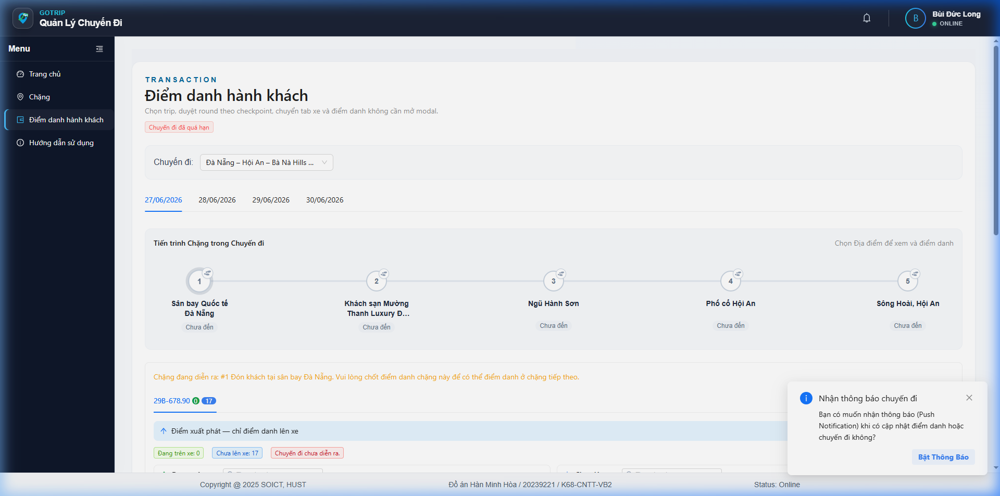 GOTRIP
Quản Lý Chuyến Đi
B
Bùi Đức Long
ONLINE
Menu
Trang chủ
Chặng
Điểm danh hành khách
Hướng dẫn sử dụng
TRANSACTION
Điểm danh hành khách
Chọn trip, duyệt round theo checkpoint, chuyển tab xe và điểm danh không cần mở modal.
Chuyến đi đã quá hạn
Chuyến đi: Đà Nẵng – Hội An – Bà Nà Hills ...
27/06/2026 28/06/2026 29/06/2026 30/06/2026
Tiến trình Chặng trong Chuyến đi
Chọn Địa điểm để xem và điểm danh
1 2 3 4 5
Sân bay Quốc tế
Đà Nẵng
Chưa đến
Khách sạn Mường
Thanh Luxury Đ...
Chưa đến
Ngũ Hành Sơn
Chưa đến
Phố cổ Hội An
Chưa đến
Sông Hoài, Hội An
Chưa đến
Chặng đang diễn ra: #1 Đón khách tại sân bay Đà Nẵng. Vui lòng chốt điểm danh chặng này để có thể điểm danh ở chặng tiếp theo.
29B-678.90 0 17
Điểm xuất phát — chỉ điểm danh lên xe
Đang trên xe: 0 Chưa lên xe: 17 Chuyến đi chưa diễn ra.
Nhận thông báo chuyến đi
Bạn có muốn nhận thông báo (Push
Notification) khi có cập nhật điểm danh hoặc
chuyến đi không?
Bật Thông Báo
Copyright @ 2025 SOICT, HUST
Đồ án Hàn Minh Hòa / 20239221 / K68-CNTT-VB2
Status: Online